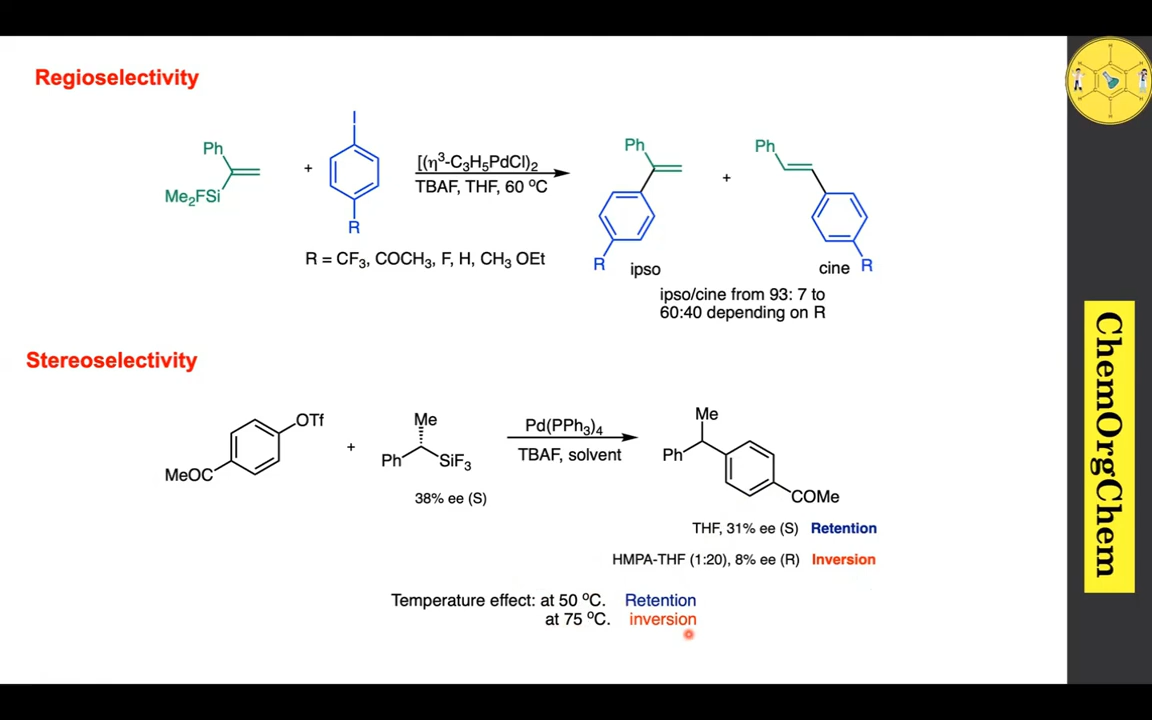 Regioselectivity
Ph
Me₂FSi
+
I
R
[(η³-C₃H₅PdCl)₂
TBAF, THF, 60 ºC
R = CF₃, COCH₃, F, H, CH₃ OEt
Ph
R
ipso
+
Ph
cine
R
ipso/cine from 93: 7 to
60:40 depending on R
Stereoselectivity
OTf
MeOC
+
Me
Ph
SiF₃
38% ee (S)
Pd(PPh₃)₄
TBAF, solvent
Me
Ph
COMe
THF, 31% ee (S) Retention
HMPA-THF (1:20), 8% ee (R) Inversion
Temperature effect: at 50 ºC. Retention
at 75 ºC. inversion
ChemOrgChem